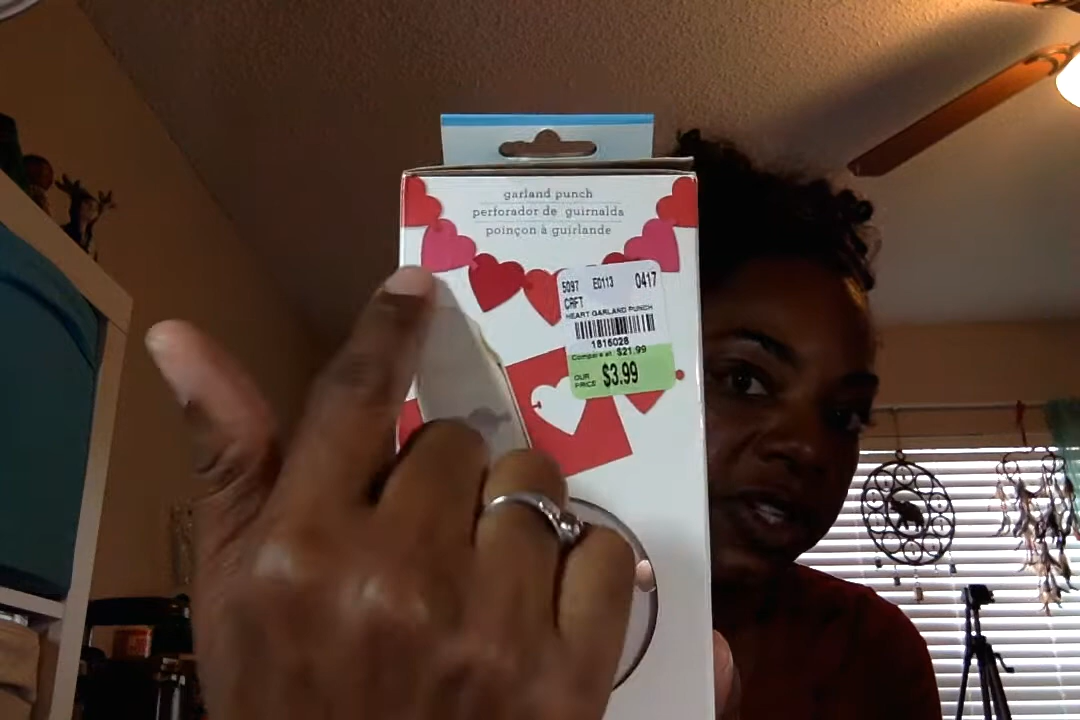 garland punch
perforador de guirnalda
poinçon à guirlande
5097 E0113 0417
CRFT
HEART GARLAND PUNCH
1816028
Compare at $21.99
OUR PRICE $3.99